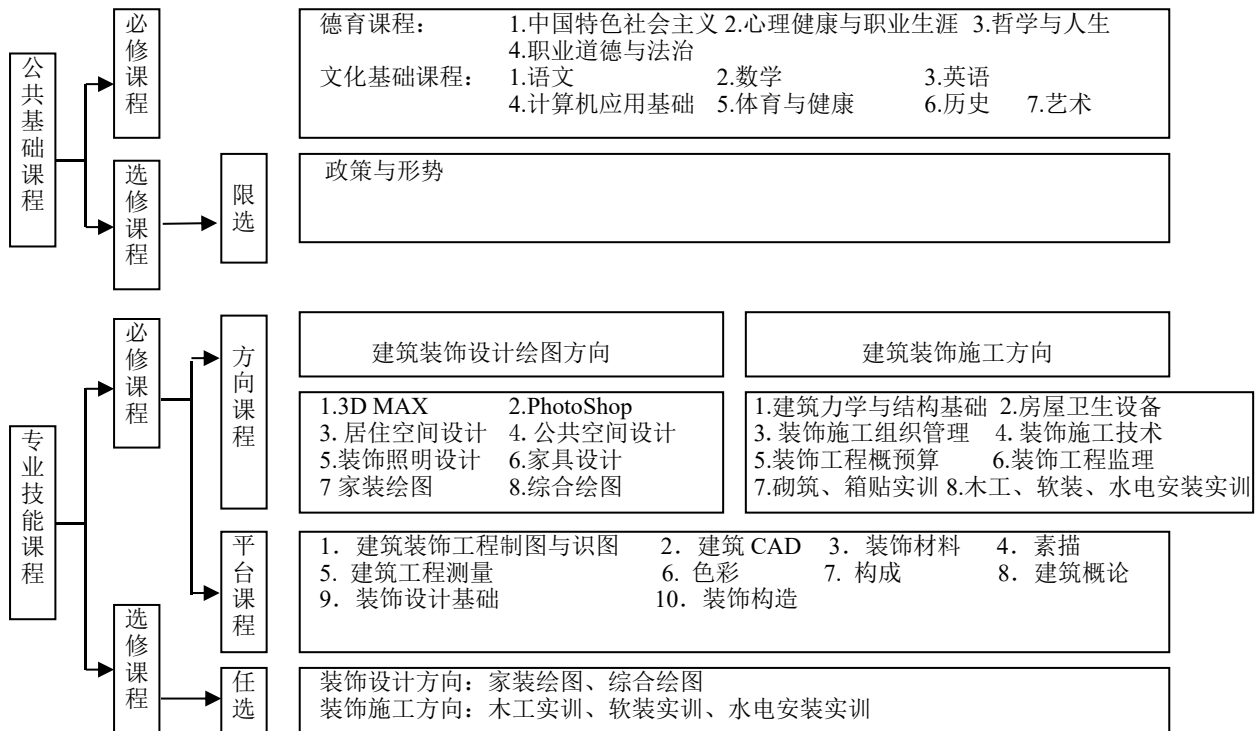 公共基础课程
必修课程
德育课程： 1.中国特色社会主义 2.心理健康与职业生涯 3.哲学与人生
4.职业道德与法治
文化基础课程： 1.语文 2.数学 3.英语
4.计算机应用基础 5.体育与健康 6.历史 7.艺术
选修课程
限选
政策与形势
专业技能课程
必修课程
方向课程
建筑装饰设计绘图方向
建筑装饰施工方向
1.3D MAX 2.PhotoShop
3. 居住空间设计 4. 公共空间设计
5.装饰照明设计 6.家具设计
7 家装绘图 8.综合绘图
1.建筑力学与结构基础 2.房屋卫生设备
3. 装饰施工组织管理 4. 装饰施工技术
5.装饰工程概预算 6.装饰工程监理
7.砌筑、箱贴实训 8.木工、软装、水电安装实训
平台课程
1. 建筑装饰工程制图与识图 2. 建筑 CAD 3. 装饰材料 4. 素描
5. 建筑工程测量 6. 色彩 7. 构成 8. 建筑概论
9. 装饰设计基础 10. 装饰构造
选修课程
任选
装饰设计方向：家装绘图、综合绘图
装饰施工方向：木工实训、软装实训、水电安装实训